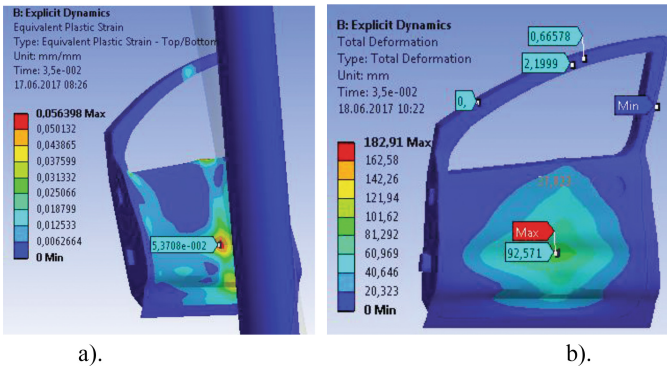 B: Explicit Dynamics
Equivalent Plastic Strain
Type: Equivalent Plastic Strain - Top/Bottom
Unit: mm/mm
Time: 3,5e-002
17.06.2017 08:26
0,056398 Max
0,050132
0,043865
0,037599
0,031332
0,025066
0,018799
0,012533
0,0062664
0 Min
5,3708e-002
a).
B: Explicit Dynamics
Total Deformation
Type: Total Deformation
Unit: mm
Time: 3,5e-002
18.06.2017 10:22
182,91 Max
162,58
142,26
121,94
101,62
81,292
60,969
40,646
20,323
0 Min
0,66578
2,1999
0,
Min
Max
92,571
b).